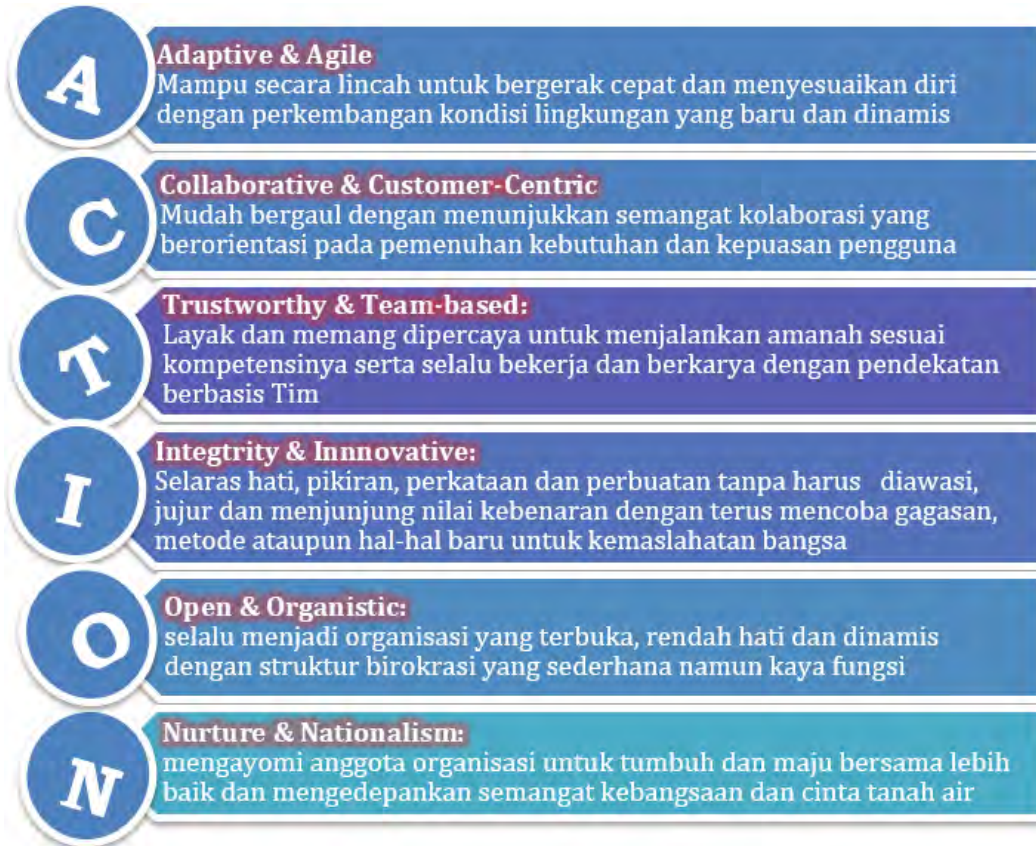 A
Adaptive & Agile
Mampu secara lincah untuk bergerak cepat dan menyesuaikan diri
dengan perkembangan kondisi lingkungan yang baru dan dinamis
C
Collaborative & Customer-Centric
Mudah bergaul dengan menunjukkan semangat kolaborasi yang
berorientasi pada pemenuhan kebutuhan dan kepuasan pengguna
T
Trustworthy & Team-based:
Layak dan memang dipercaya untuk menjalankan amanah sesuai
kompetensinya serta selalu bekerja dan berkarya dengan pendekatan
berbasis Tim
I
Integtrity & Innnovative:
Selaras hati, pikiran, perkataan dan perbuatan tanpa harus diawasi,
jujur dan menjunjung nilai kebenaran dengan terus mencoba gagasan,
metode ataupun hal-hal baru untuk kemaslahatan bangsa
O
Open & Organistic:
selalu menjadi organisasi yang terbuka, rendah hati dan dinamis
dengan struktur birokrasi yang sederhana namun kaya fungsi
N
Nurture & Nationalism:
mengayomi anggota organisasi untuk tumbuh dan maju bersama lebih
baik dan mengedepankan semangat kebangsaan dan cinta tanah air